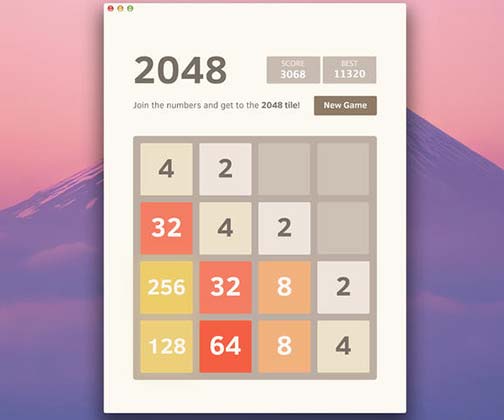 2048
SCORE
3068
BEST
11320
Join the numbers and get to the 2048 tile!
New Game
4 2
32 4 2
256 32 8 2
128 64 8 4